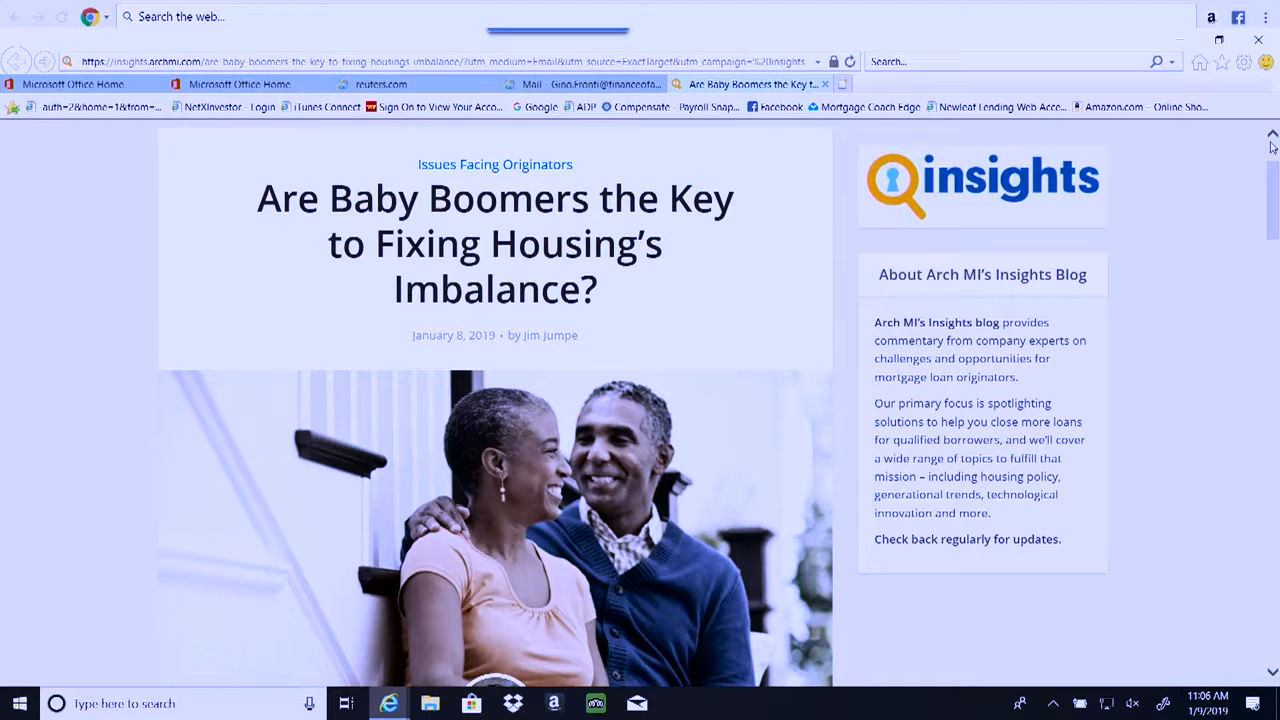 Search the web...
https://insights.archmi.com/are-baby-boomers-the-key-to-fixing-housings-imbalance/?utm_medium=Email&utm_source=ExactTarget&utm_campaign=%20insights
Search...
Microsoft Office Home
Microsoft Office Home
reuters.com
Mail - Gino.Fronti@financeofa...
Are Baby Boomers the Key t...
auth=2&home=1&from=...
NetXInvestor - Login
iTunes Connect
Sign On to View Your Acco...
Google
ADP
Compensate - Payroll Snap...
Facebook
Mortgage Coach Edge
Newleaf Lending Web Acce...
Amazon.com – Online Sho...
Issues Facing Originators
Are Baby Boomers the Key
to Fixing Housing’s
Imbalance?
January 8, 2019 • by Jim Jumpe
insights
About Arch MI’s Insights Blog
Arch MI’s Insights blog provides
commentary from company experts on
challenges and opportunities for
mortgage loan originators.
Our primary focus is spotlighting
solutions to help you close more loans
for qualified borrowers, and we’ll cover
a wide range of topics to fulfill that
mission – including housing policy,
generational trends, technological
innovation and more.
Check back regularly for updates.
Type here to search
11:06 AM
1/9/2019